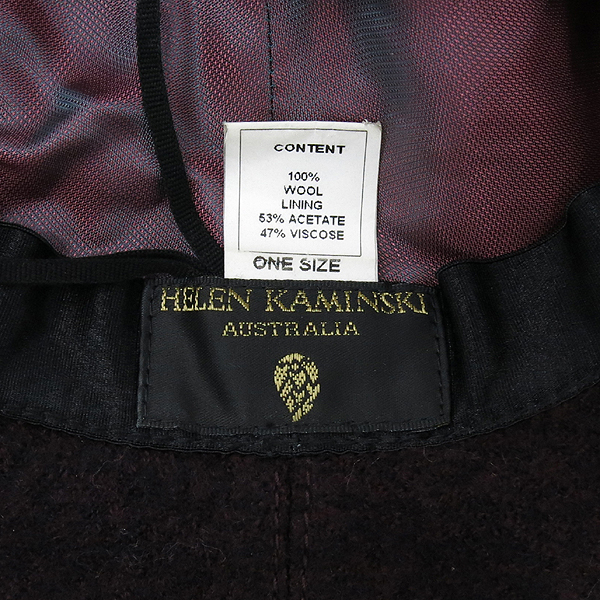 CONTENT
100%
WOOL
LINING
53% ACETATE
47% VISCOSE
ONE SIZE
HELEN KAMINSKI
AUSTRALIA